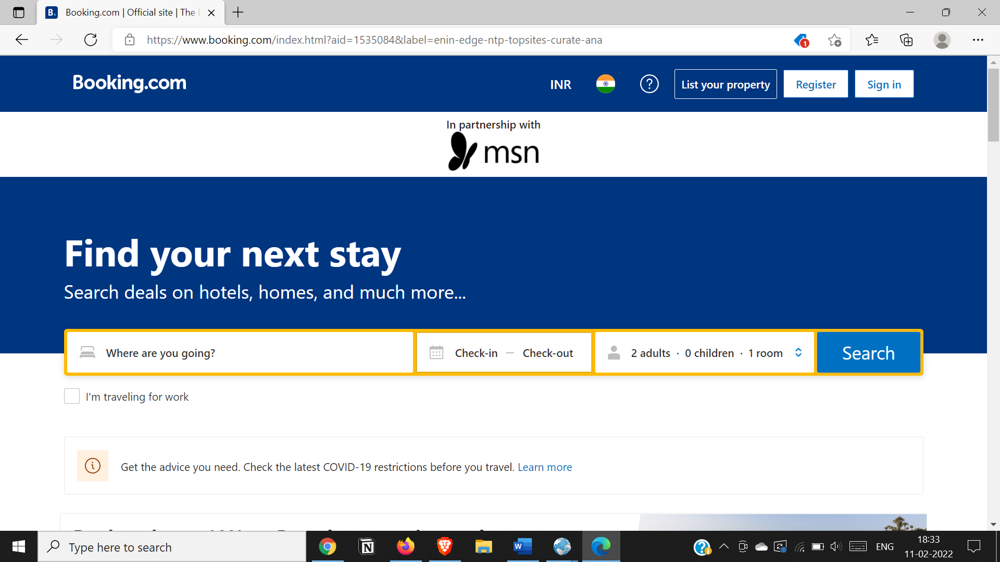 Booking.com | Official site | The b
https://www.booking.com/index.html?aid=1535084&label=enin-edge-ntp-topsites-curate-ana
1
Booking.com
INR
List your property
Register
Sign in
In partnership with
msn
Find your next stay
Search deals on hotels, homes, and much more...
Where are you going?
Check-in — Check-out
2 adults · 0 children · 1 room
Search
I'm traveling for work
Get the advice you need. Check the latest COVID-19 restrictions before you travel. Learn more
Type here to search
ENG
18:33
11-02-2022